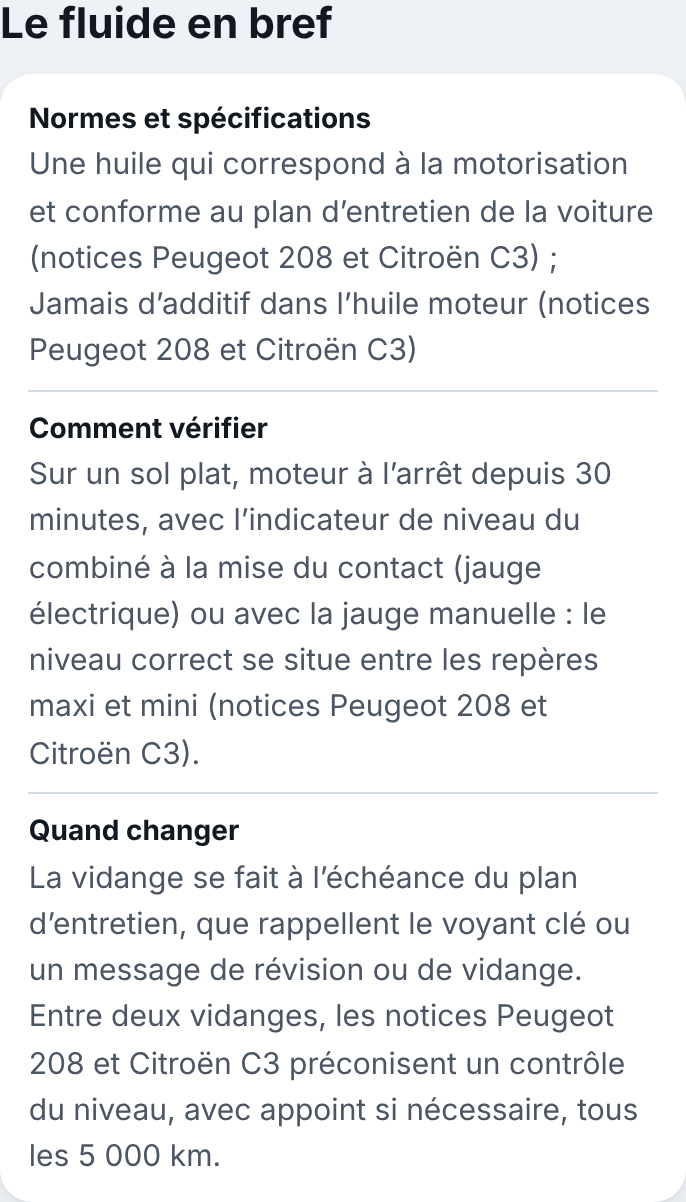 Le fluide en bref
Normes et spécifications
Une huile qui correspond à la motorisation
et conforme au plan d’entretien de la voiture
(notices Peugeot 208 et Citroën C3) ;
Jamais d’additif dans l’huile moteur (notices
Peugeot 208 et Citroën C3)
Comment vérifier
Sur un sol plat, moteur à l’arrêt depuis 30
minutes, avec l’indicateur de niveau du
combiné à la mise du contact (jauge
électrique) ou avec la jauge manuelle : le
niveau correct se situe entre les repères
maxi et mini (notices Peugeot 208 et
Citroën C3).
Quand changer
La vidange se fait à l’échéance du plan
d’entretien, que rappellent le voyant clé ou
un message de révision ou de vidange.
Entre deux vidanges, les notices Peugeot
208 et Citroën C3 préconisent un contrôle
du niveau, avec appoint si nécessaire, tous
les 5 000 km.